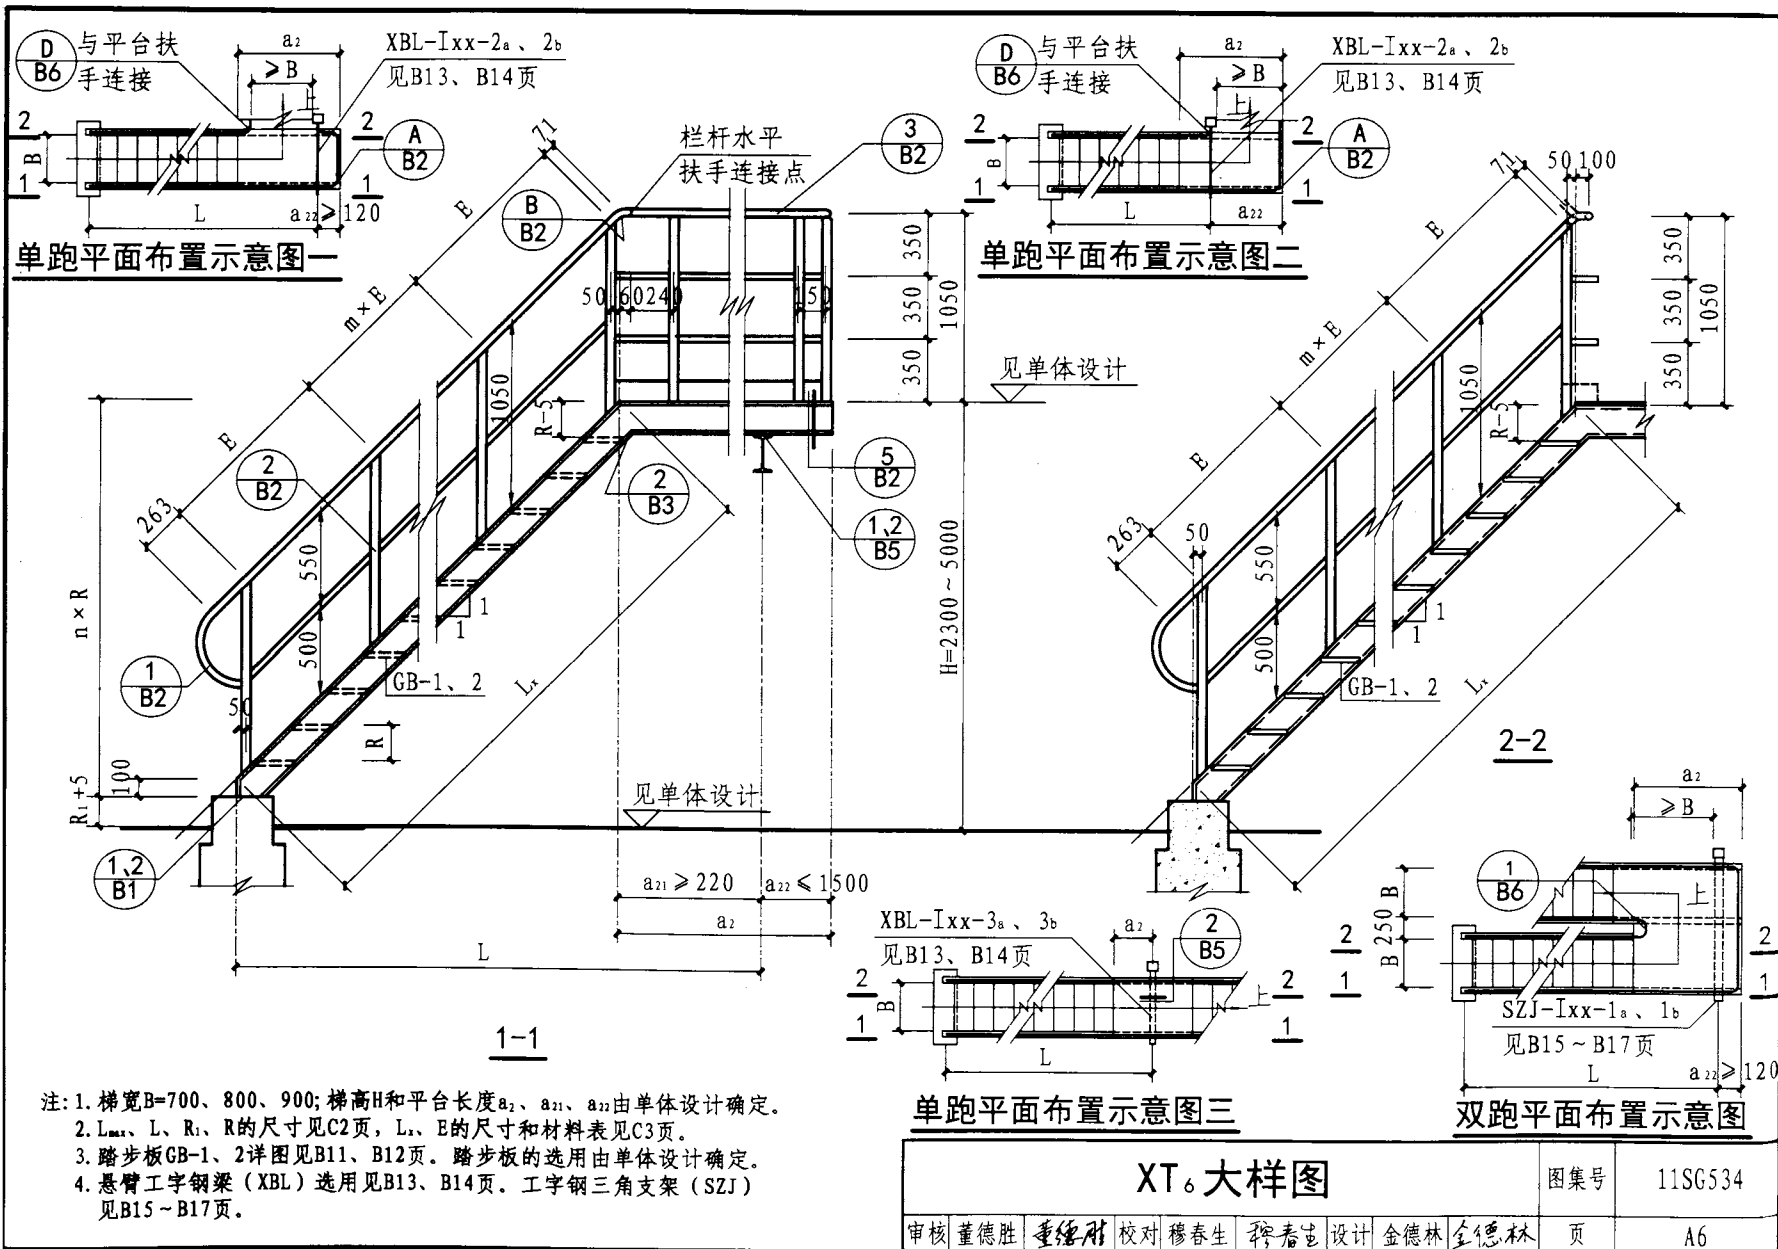 D
B6
与平台扶
手连接
a₂
≥B
上
XBL-Ixx-2a、2b
见B13、B14页
2
2
B
1
1
A
B2
L
a₂₂≥120
单跑平面布置示意图一
D
B6
与平台扶
手连接
a₂
≥B
上
XBL-Ixx-2a、2b
见B13、B14页
2
2
B
1
1
A
B2
L
a₂₂
单跑平面布置示意图二
71
栏杆水平
扶手连接点
3
B2
B
B2
E
m×E
E
263
50
60
240
150
350
350
350
1050
1050
R-5
见单体设计
2
B2
2
B3
5
B2
1、2
B5
550
500
1
1
GB-1、2
Lx
R
n×R
1
B2
50
100
R₁+5
1、2
B1
见单体设计
H=2300~5000
a₂₁≥220
a₂₂≤1500
a₂
L
1-1
71
50
100
E
m×E
E
263
50
350
350
350
1050
1050
R-5
550
500
1
1
GB-1、2
Lx
2-2
XBL-Ixx-3a、3b
见B13、B14页
a₂
2
B5
2
2
B
上
1
1
L
单跑平面布置示意图三
a₂
≥B
1
B6
上
B
250
B
2
2
1
1
SZJ-Ixx-1a、1b
见B15~B17页
L
a₂₂≥120
双跑平面布置示意图
注:1.梯宽B=700、800、900;梯高H和平台长度a₂、a₂₁、a₂₂由单体设计确定。
2.Lmx、L、R₁、R的尺寸见C2页,Lx、E的尺寸和材料表见C3页。
3.踏步板GB-1、2详图见B11、B12页。踏步板的选用由单体设计确定。
4.悬臂工字钢梁(XBL)选用见B13、B14页。工字钢三角支架(SZJ)
见B15~B17页。
XT₆大样图
图集号
11SG534
审核 董德胜 董德胜 校对 穆春生 穆春生 设计 金德林 金德林
页
A6